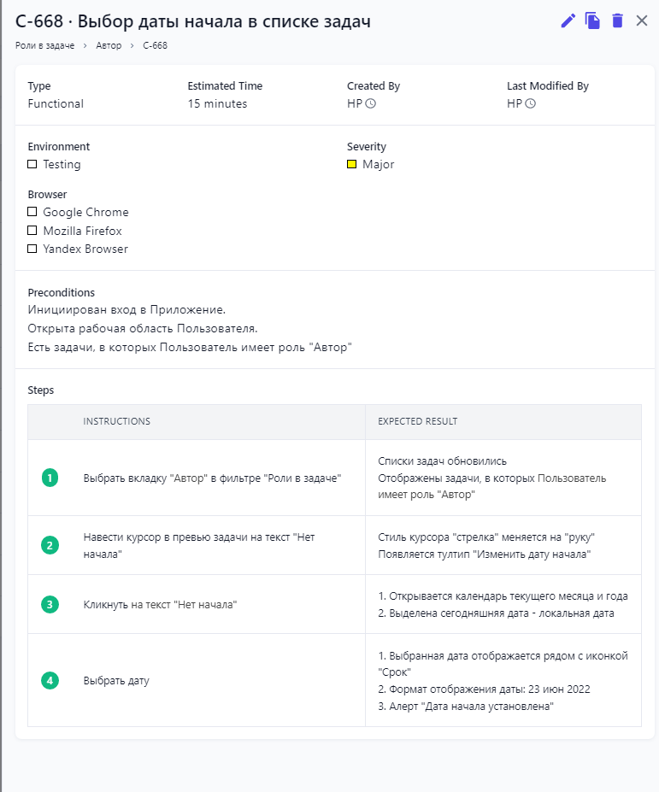 C-668 · Выбор даты начала в списке задач
Роли в задаче > Автор > C-668
Type
Estimated Time
Created By
Last Modified By
Functional
15 minutes
HP
HP
Environment
Severity
Testing
Major
Browser
Google Chrome
Mozilla Firefox
Yandex Browser
Preconditions
Инициирован вход в Приложение.
Открыта рабочая область Пользователя.
Есть задачи, в которых Пользователь имеет роль "Автор"
Steps
INSTRUCTIONS
EXPECTED RESULT
1
Выбрать вкладку "Автор" в фильтре "Роли в задаче"
Списки задач обновились
Отображены задачи, в которых Пользователь
имеет роль "Автор"
2
Навести курсор в превью задачи на текст "Нет
начала"
Стиль курсора "стрелка" меняется на "руку"
Появляется тултип "Изменить дату начала"
3
Кликнуть на текст "Нет начала"
1. Открывается календарь текущего месяца и года
2. Выделена сегодняшняя дата - локальная дата
4
Выбрать дату
1. Выбранная дата отображается рядом с иконкой
"Срок"
2. Формат отображения даты: 23 июн 2022
3. Алерт "Дата начала установлена"